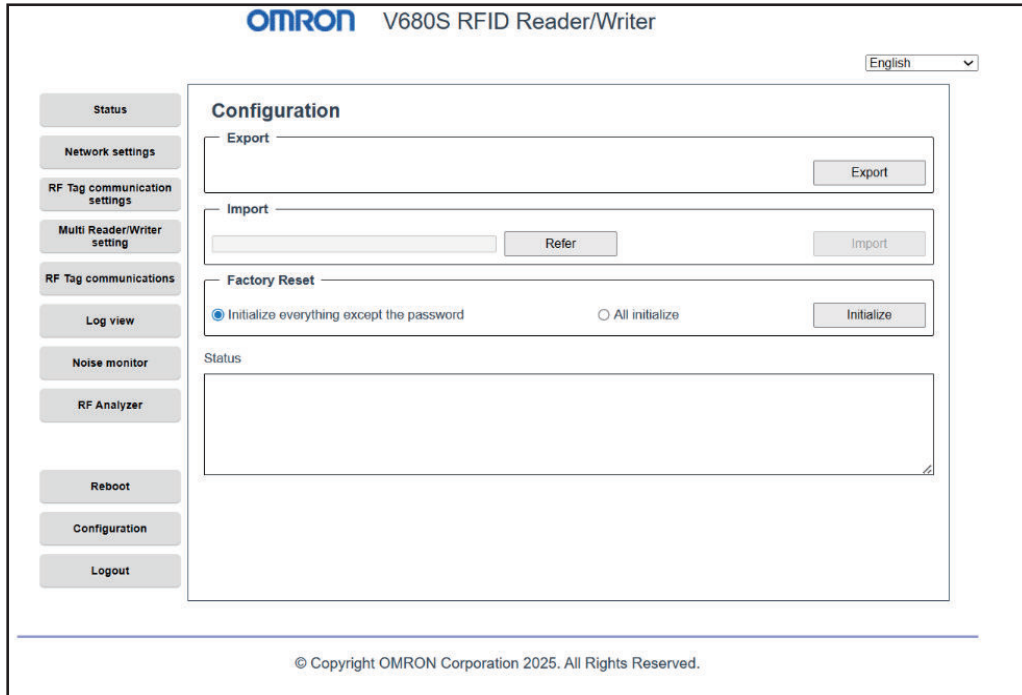 OMRON V680S RFID Reader/Writer
English
Status
Network settings
RF Tag communication
settings
Multi Reader/Writer
setting
RF Tag communications
Log view
Noise monitor
RF Analyzer
Reboot
Configuration
Logout
Configuration
Export
Export
Import
Refer
Import
Factory Reset
Initialize everything except the password
All initialize
Initialize
Status
© Copyright OMRON Corporation 2025. All Rights Reserved.